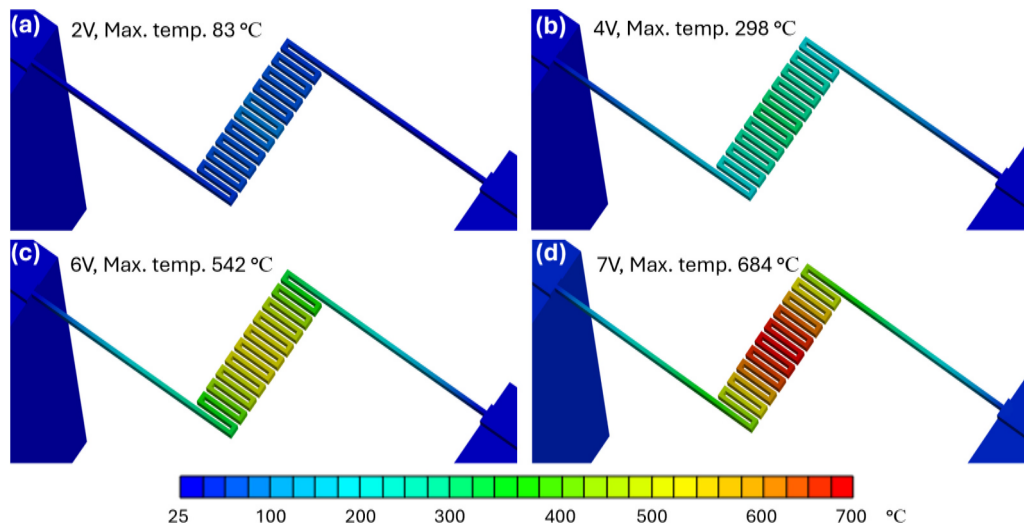 (a) 2V, Max. temp. 83 °C
(b) 4V, Max. temp. 298 °C
(c) 6V, Max. temp. 542 °C
(d) 7V, Max. temp. 684 °C
25 100 200 300 400 500 600 700 °C